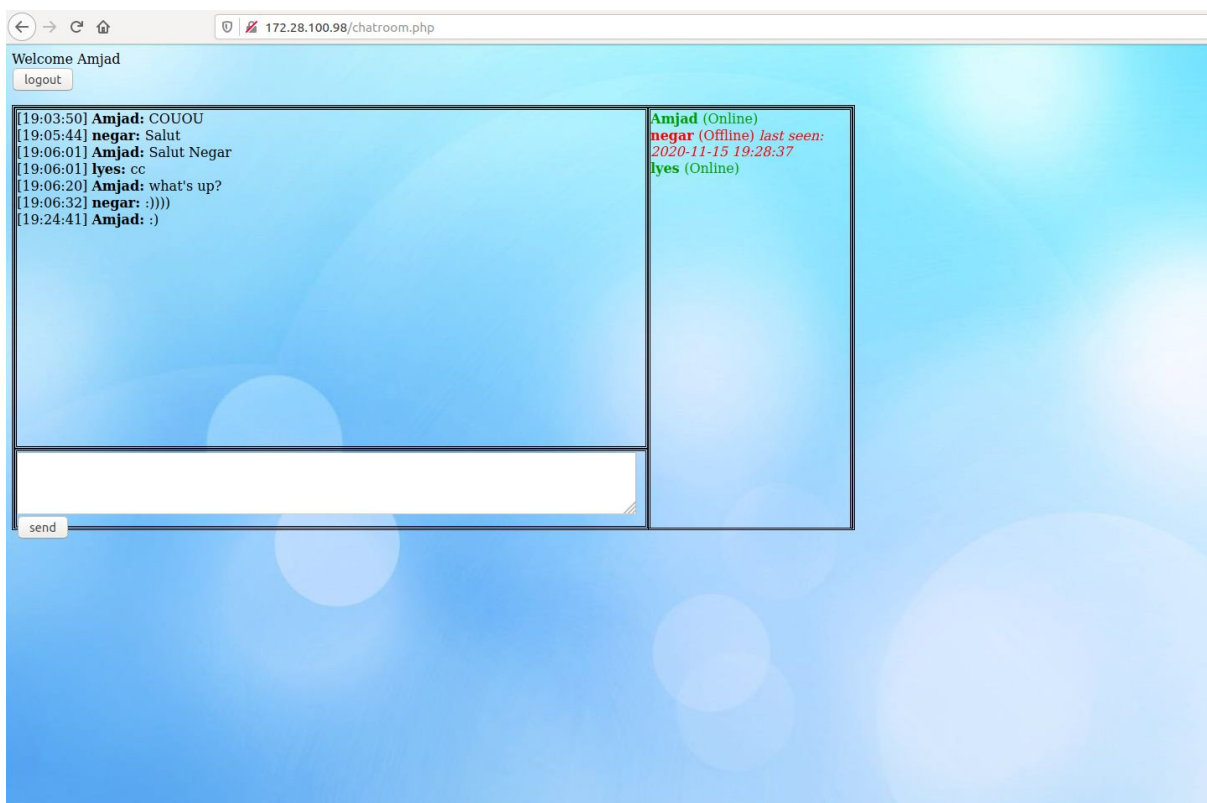 172.28.100.98/chatroom.php
Welcome Amjad
logout
[19:03:50] Amjad: COUOU
[19:05:44] negar: Salut
[19:06:01] Amjad: Salut Negar
[19:06:01] lyes: cc
[19:06:20] Amjad: what's up?
[19:06:32] negar: :))))
[19:24:41] Amjad: :)
send
Amjad (Online)
negar (Offline) last seen:
2020-11-15 19:28:37
lyes (Online)